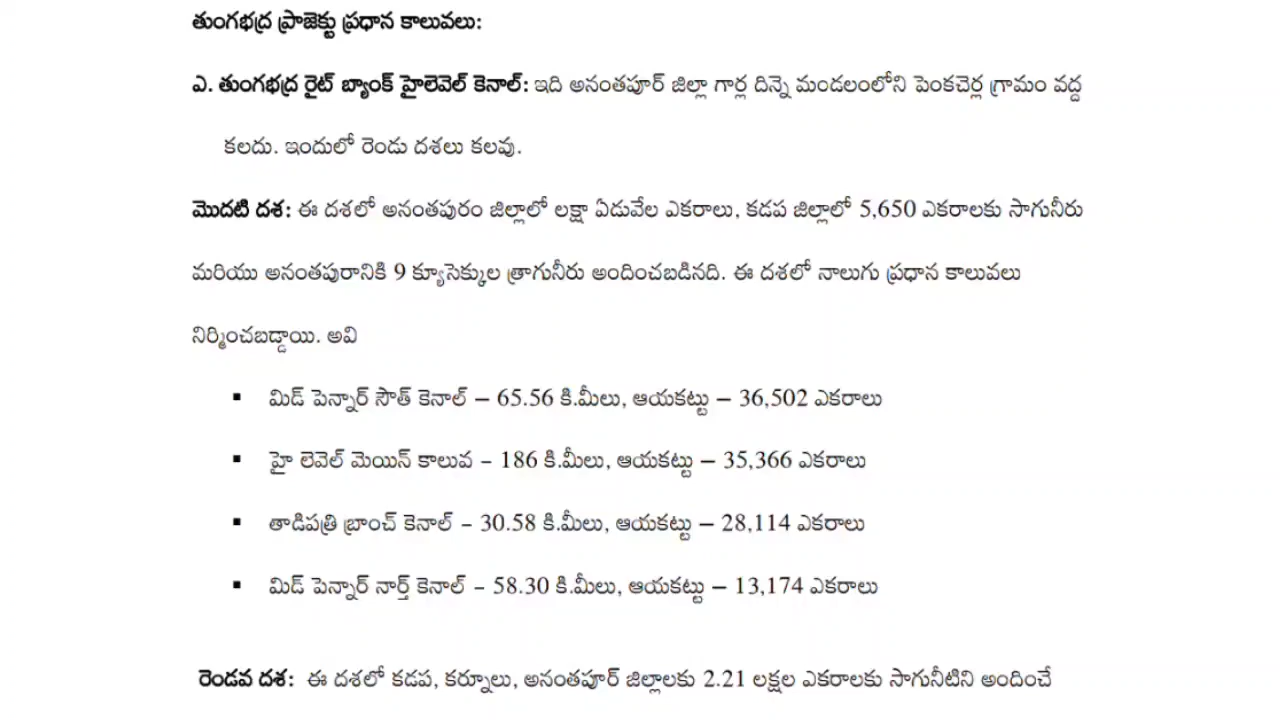 తుంగభద్ర ప్రాజెక్టు ప్రధాన కాలువలు:
ఎ. తుంగభద్ర రైట్ బ్యాంక్ హైలెవెల్ కెనాల్: ఇది అనంతపూర్ జిల్లా గార్ల దిన్నె మండలంలోని పెంకచెర్ల గ్రామం వద్ద
కలదు. ఇందులో రెండు దశలు కలవు.
మొదటి దశ: ఈ దశలో అనంతపురం జిల్లాలో లక్షా ఏడువేల ఎకరాలు, కడప జిల్లాలో 5,650 ఎకరాలకు సాగునీరు
మరియు అనంతపురానికి 9 క్యూసెక్కుల త్రాగునీరు అందించబడినది. ఈ దశలో నాలుగు ప్రధాన కాలువలు
నిర్మించబడ్డాయి. అవి
▪ మిడ్ పెన్నార్ సౌత్ కెనాల్ – 65.56 కి.మీలు, ఆయకట్టు – 36,502 ఎకరాలు
▪ హై లెవెల్ మెయిన్ కాలువ – 186 కి.మీలు, ఆయకట్టు – 35,366 ఎకరాలు
▪ తాడిపత్రి బ్రాంచ్ కెనాల్ – 30.58 కి.మీలు, ఆయకట్టు – 28,114 ఎకరాలు
▪ మిడ్ పెన్నార్ నార్త్ కెనాల్ – 58.30 కి.మీలు, ఆయకట్టు – 13,174 ఎకరాలు
రెండవ దశ: ఈ దశలో కడప, కర్నూలు, అనంతపూర్ జిల్లాలకు 2.21 లక్షల ఎకరాలకు సాగునీటిని అందించే